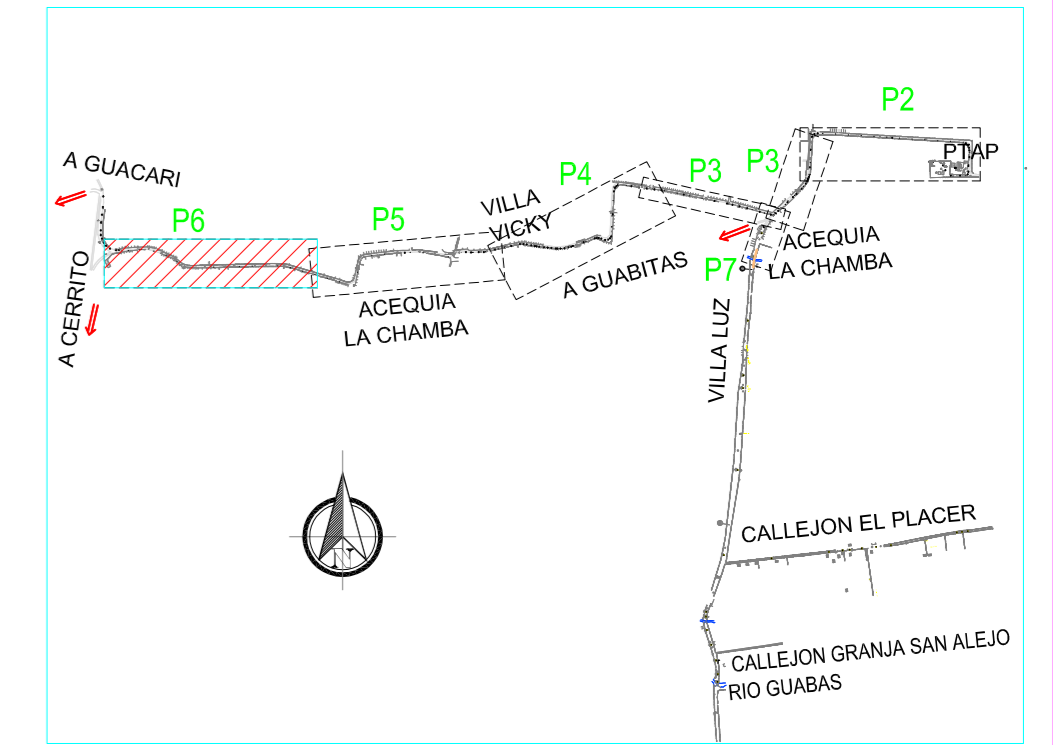 P2
PTAP
P3
P3
P4
A GUACARI
P6
P5
VILLA
VICKY
ACEQUIA
LA CHAMBA
P7
A GUABITAS
A CERRITO
ACEQUIA
LA CHAMBA
VILLA LUZ
N
CALLEJON EL PLACER
CALLEJON GRANJA SAN ALEJO
RIO GUABAS